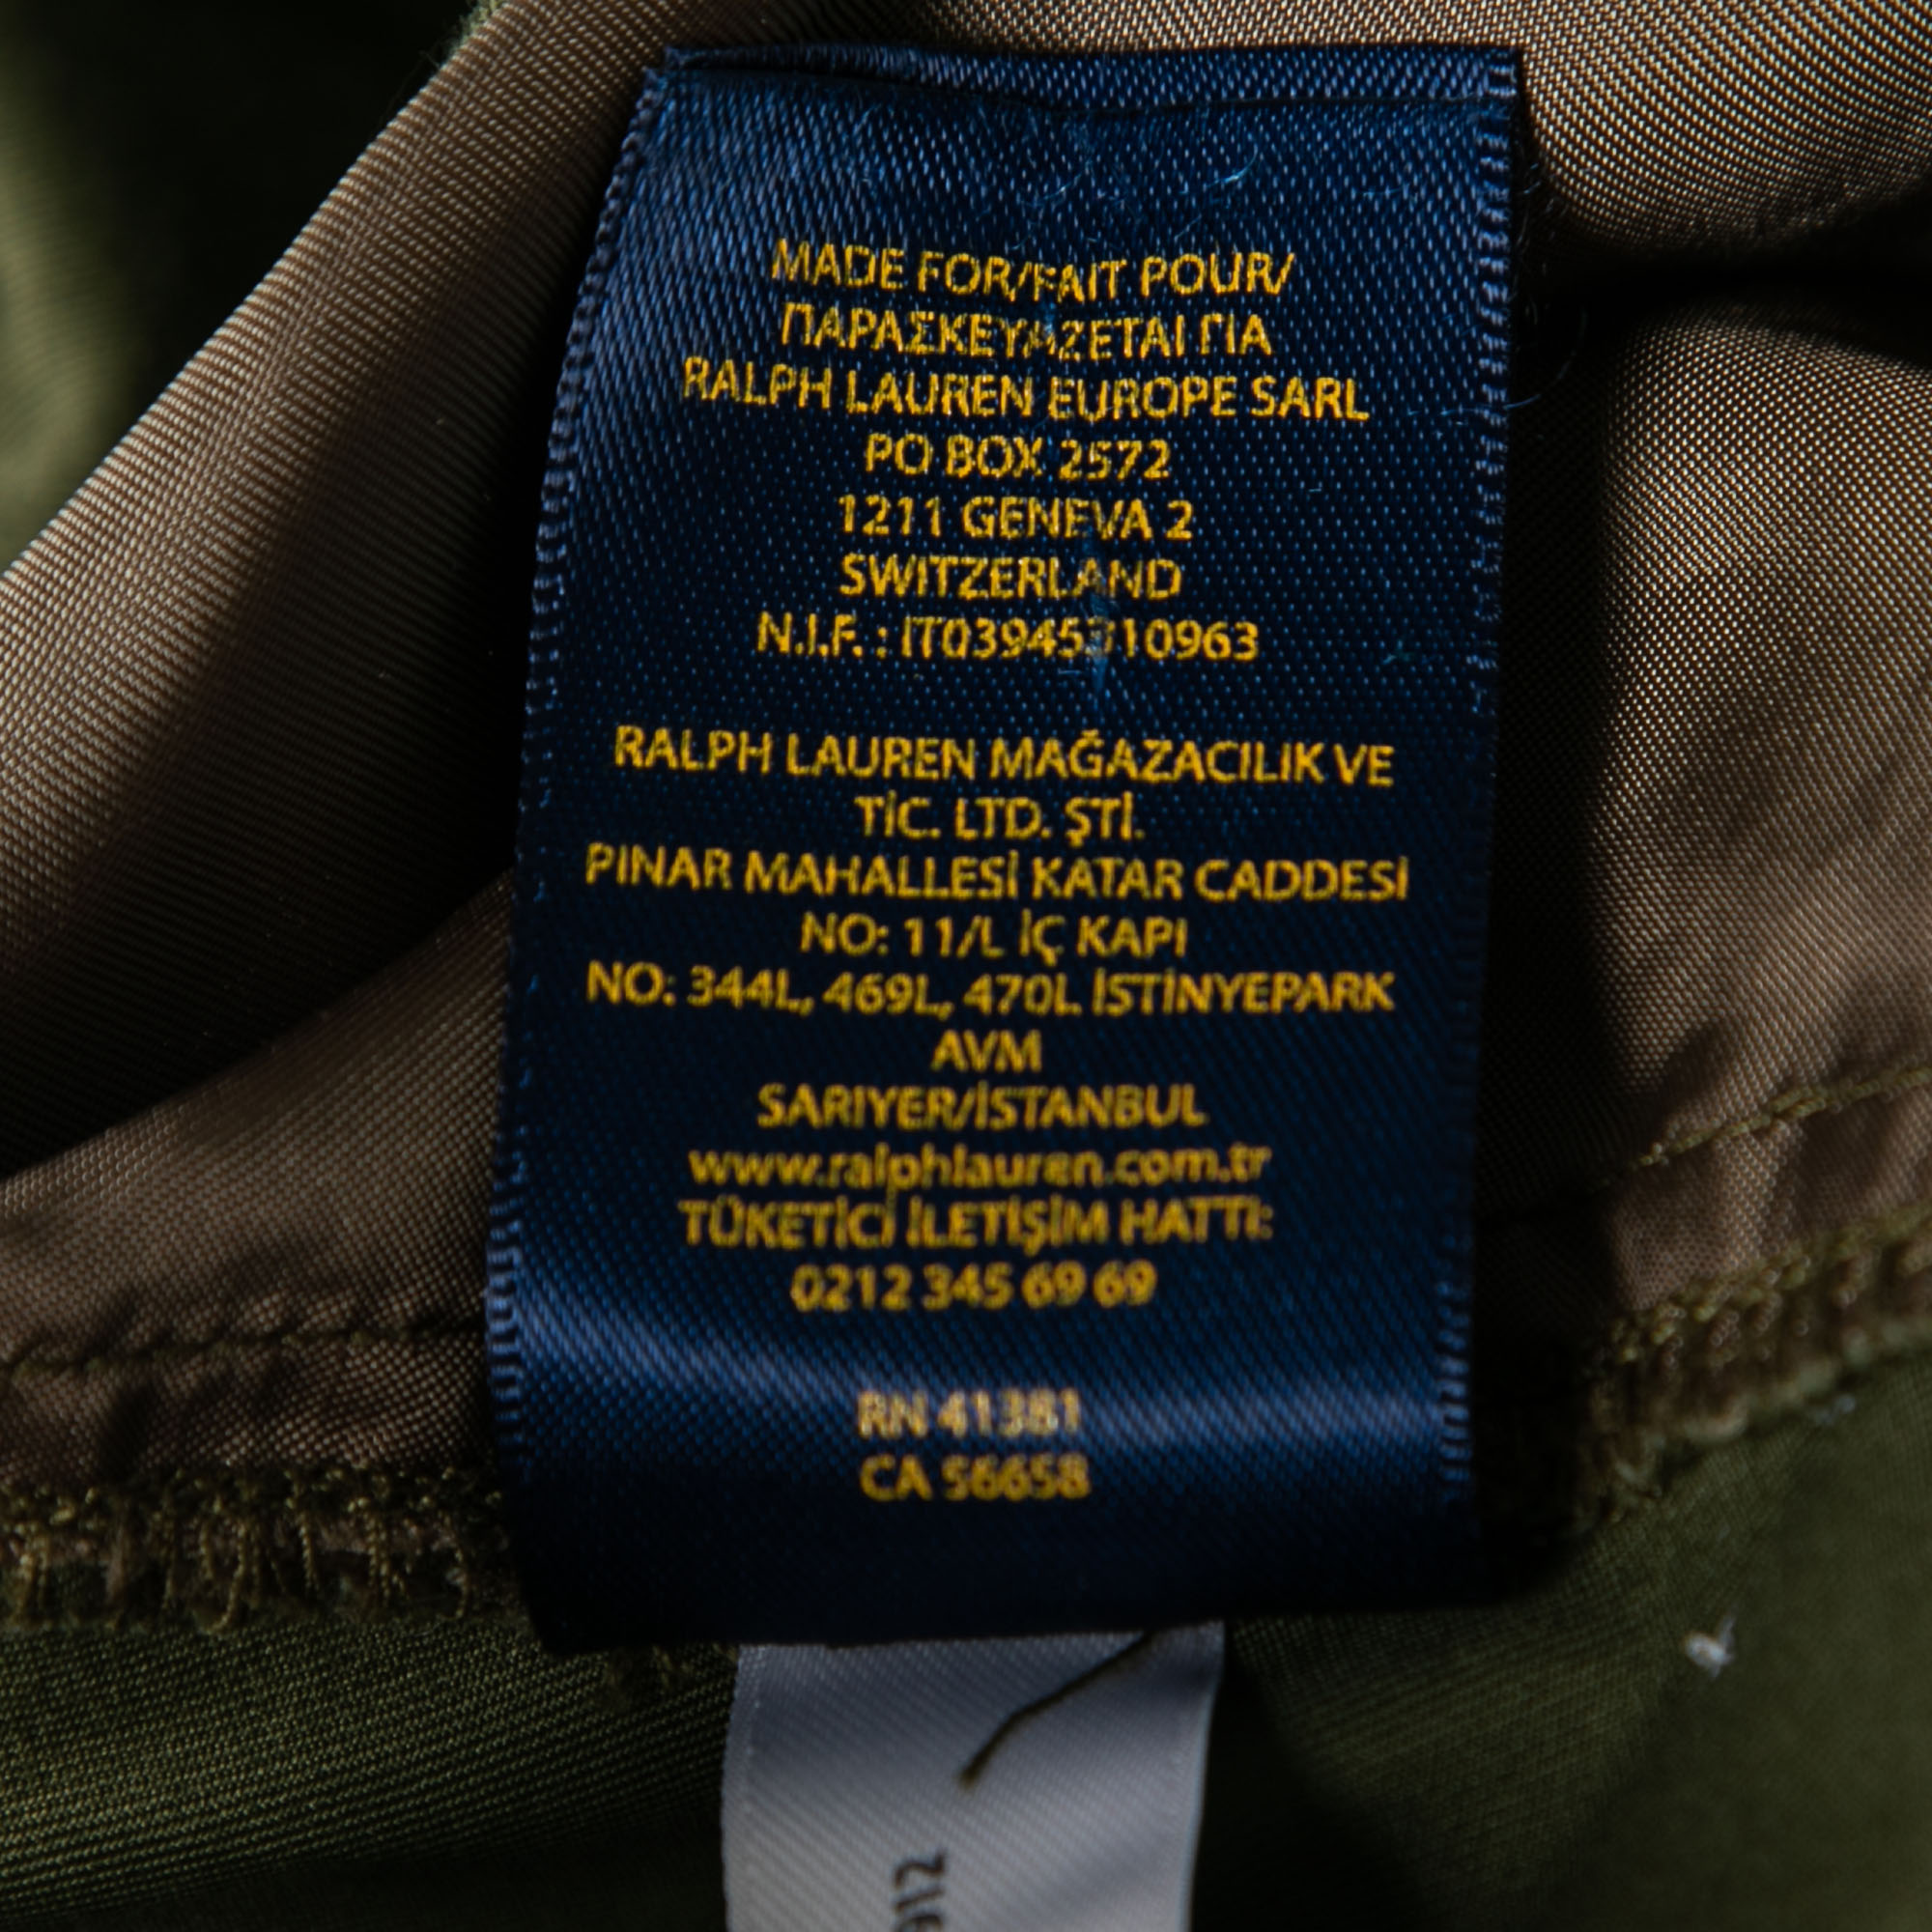 MADE FOR/FAIT POUR/
ΠΑΡΑΣΚΕΥΑΖΕΤΑΙ ΓΙΑ
RALPH LAUREN EUROPE SARL
PO BOX 2572
1211 GENEVA 2
SWITZERLAND
N.I.F. :
RALPH LAUREN MAĞAZACILIK VE
TİC. LTD. ŞTİ.
PINAR MAHALLESİ KATAR CADDESİ
NO: 11/L İÇ KAPI
NO: 344L, 469L, 470L İSTİNYEPARK
AVM
SARIYER/İSTANBUL
www.ralphlauren.com.tr
TÜKETİCİ İLETİŞİM HATTI:
0212 345 69 69
RN 41381
CA 56658